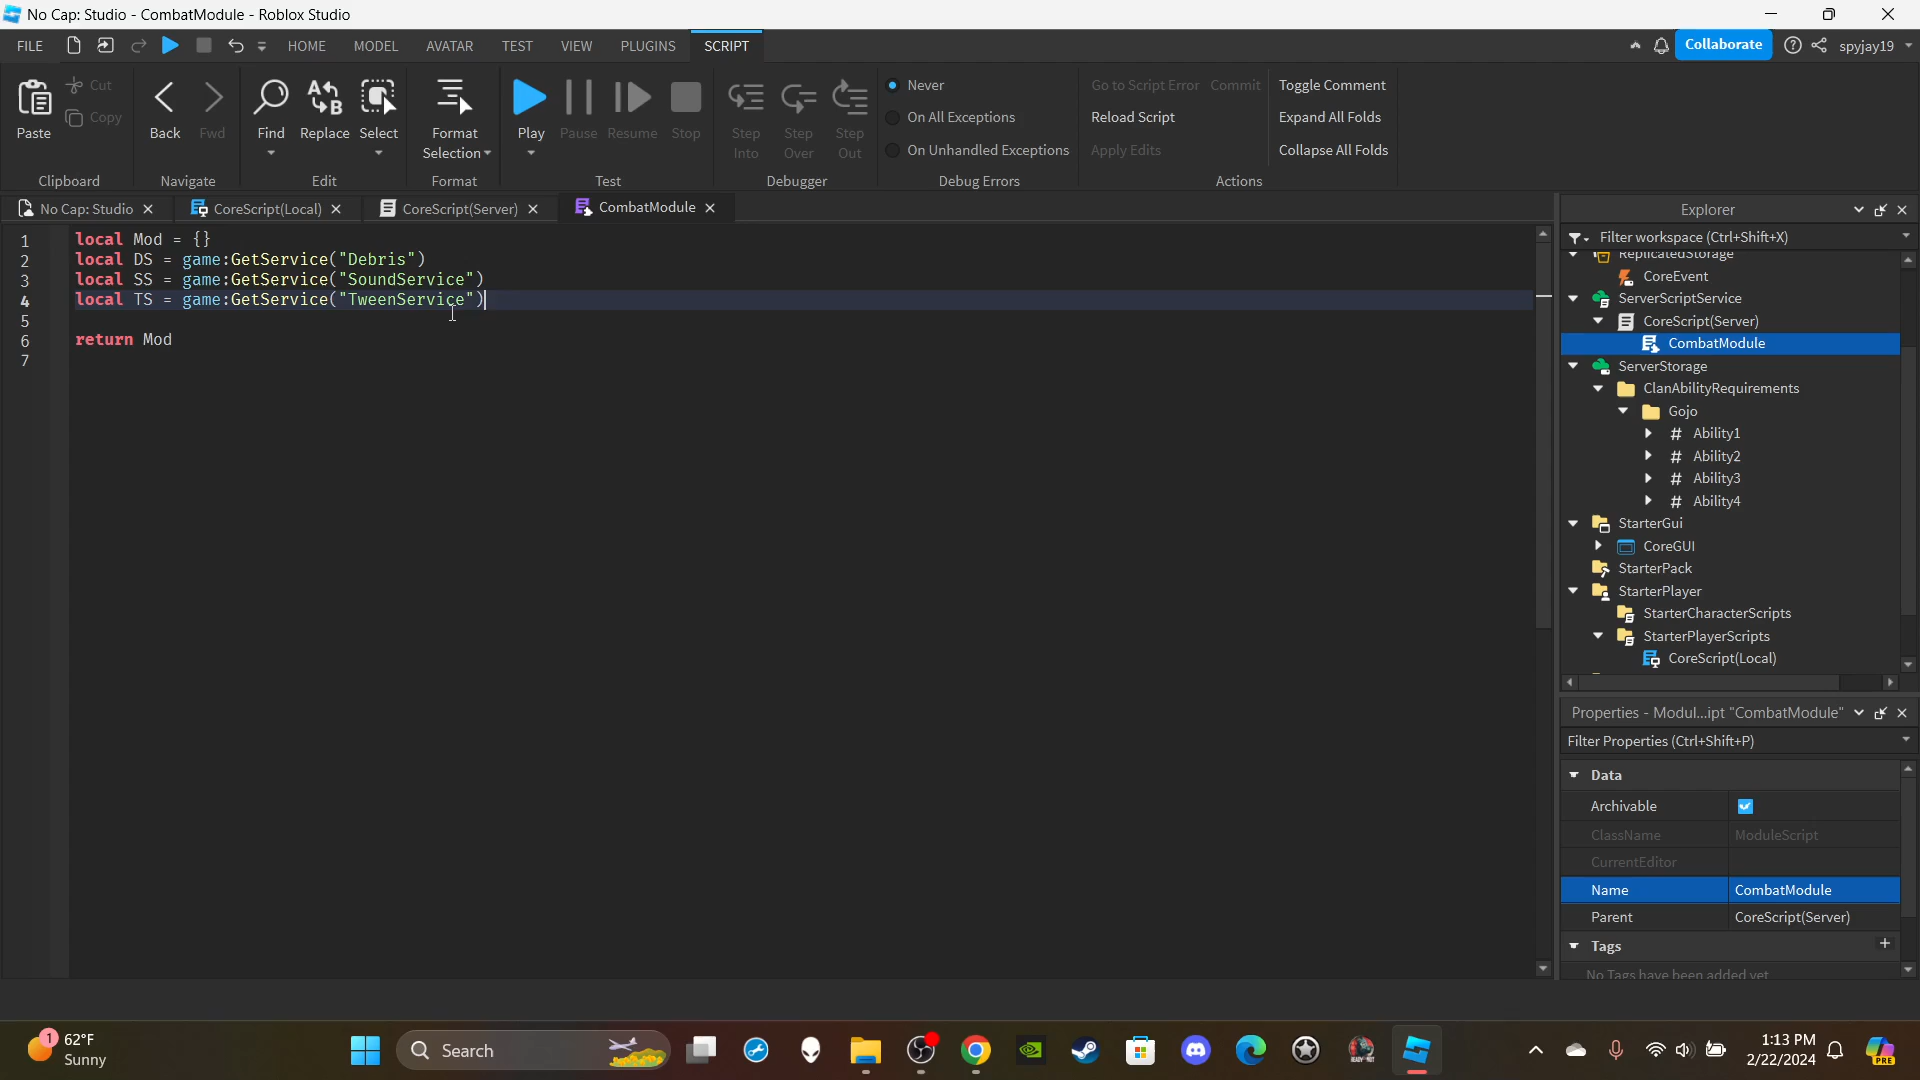 No Cap: Studio - CombatModule - Roblox Studio
FILE HOME MODEL AVATAR TEST VIEW PLUGINS SCRIPT Collaborate spyjay19
Paste Cut Copy Back Fwd Find Replace Select Format Selection Play Pause Resume Stop Step Into Step Over Step Out
Never Go to Script Error Commit Toggle Comment
On All Exceptions Reload Script Expand All Folds
On Unhandled Exceptions Apply Edits Collapse All Folds
Clipboard Navigate Edit Format Test Debugger Debug Errors Actions
No Cap: Studio CoreScript(Local) CoreScript(Server) CombatModule
1 local Mod = {}
2 local DS = game:GetService("Debris")
3 local SS = game:GetService("SoundService")
4 local TS = game:GetService("TweenService")
5
6 return Mod
7
Explorer
Filter workspace (Ctrl+Shift+X)
ReplicatedStorage
CoreEvent
ServerScriptService
CoreScript(Server)
CombatModule
ServerStorage
ClanAbilityRequirements
Gojo
# Ability1
# Ability2
# Ability3
# Ability4
StarterGui
CoreGUI
StarterPack
StarterPlayer
StarterCharacterScripts
StarterPlayerScripts
CoreScript(Local)
Properties - Modul...ipt "CombatModule"
Filter Properties (Ctrl+Shift+P)
Data
Archivable
ClassName ModuleScript
CurrentEditor
Name CombatModule
Parent CoreScript(Server)
Tags +
No Tags have been added yet
1 62°F
Sunny
Search
1:13 PM
2/22/2024
PRE